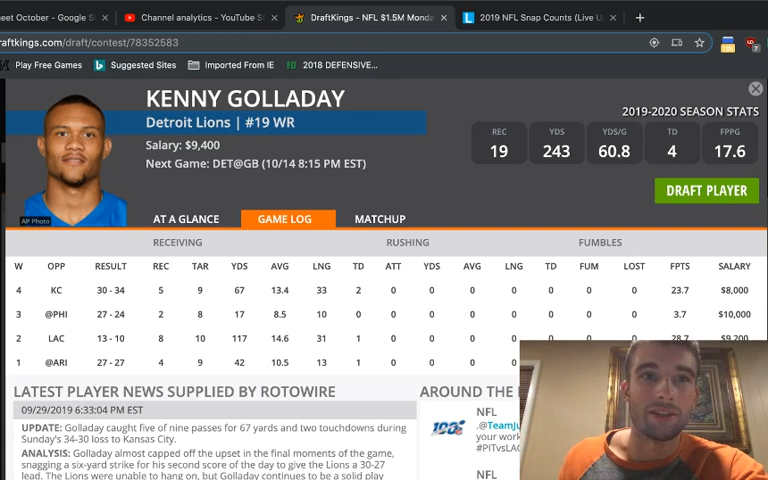 eet October - Google S
Channel analytics - YouTube S
DraftKings - NFL $1.5M Monda
2019 NFL Snap Counts (Live U
raftkings.com/draft/contest/78352583
Play Free Games
Suggested Sites
Imported From IE
2018 DEFENSIVE...
KENNY GOLLADAY
Detroit Lions | #19 WR
Salary: $9,400
Next Game: DET@GB (10/14 8:15 PM EST)
2019-2020 SEASON STATS
REC YDS YDS/G TD FPPG
19 243 60.8 4 17.6
DRAFT PLAYER
AP Photo
AT A GLANCE GAME LOG MATCHUP
RECEIVING RUSHING FUMBLES
W OPP RESULT REC TAR YDS AVG LNG TD ATT YDS AVG LNG TD FUM LOST FPTS SALARY
4 KC 30 - 34 5 9 67 13.4 33 2 0 0 0 0 0 0 0 23.7 $8,000
3 @PHI 27 - 24 2 8 17 8.5 10 0 0 0 0 0 0 0 0 3.7 $10,000
2 LAC 13 - 10 8 10 117 14.6 31 1 0 0 0 0 0 0 0 28.7 $9,200
1 @ARI 27 - 27 4 9 42 10.5 13 1 0 0 0 0
LATEST PLAYER NEWS SUPPLIED BY ROTOWIRE
09/29/2019 6:33:04 PM EST
UPDATE: Golladay caught five of nine passes for 67 yards and two touchdowns during
Sunday's 34-30 loss to Kansas City.
ANALYSIS: Golladay almost capped off the upset in the final moments of the game,
snagging a six-yard strike for his second score of the day to give the Lions a 30-27
lead. The Lions were unable to hang on, but Golladay continues to be a solid play
AROUND THE
NFL
.@TeamJu
your work
#PITvsLAC
NFL